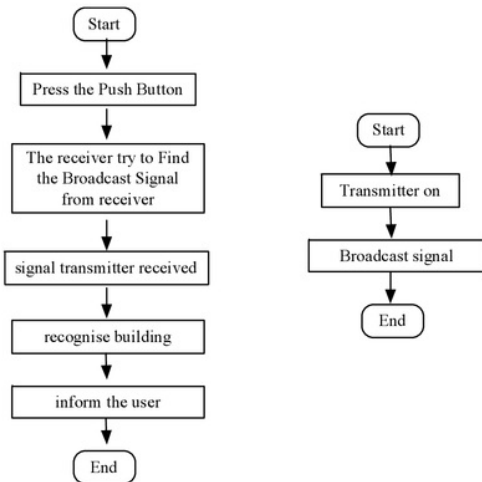 Start
Press the Push Button
The receiver try to Find
the Broadcast Signal
from receiver
signal transmitter received
recognise building
inform the user
End
Start
Transmitter on
Broadcast signal
End